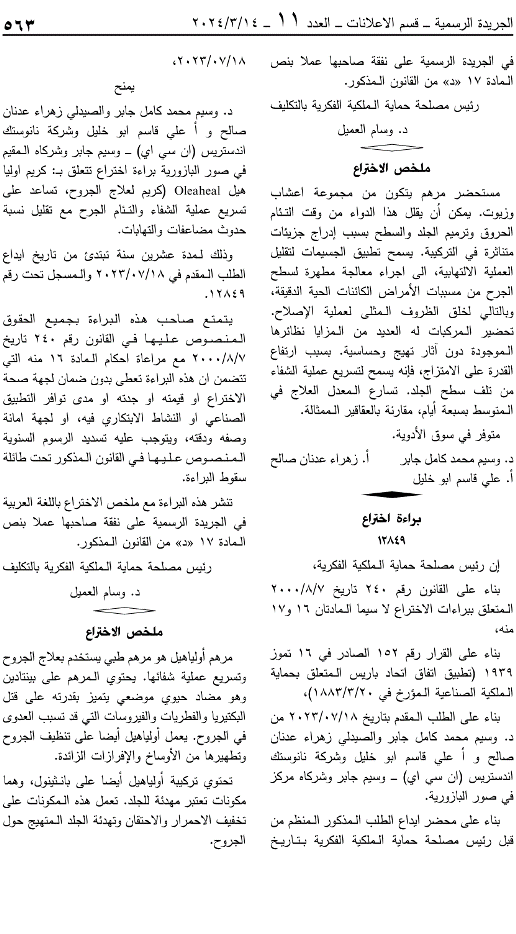 الجريدة الرسمية ــ قسم الاعلانات ــ العدد ١١ ــ ٢٠٢٤/٣/١٤
٥٦٣
في الجريدة الرسمية على نفقة صاحبها عملا بنص
المادة ١٧ «د» من القانون المذكور.
رئيس مصلحة حماية الملكية الفكرية بالتكليف
د. وسام العميل
ملخص الاختراع
مستحضر مرهم يتكون من مجموعة اعشاب
وزيوت. يمكن أن يقلل هذا الدواء من وقت التئام
الحروق وترميم الجلد والسطح بسبب إدراج جزيئات
متناثرة في التركيبة. يسمح تطبيق الجسيمات لتقليل
العملية الالتهابية، الى اجراء معالجة مطهرة لسطح
الجرح من مسببات الأمراض الكائنات الحية الدقيقة،
وبالتالي لخلق الظروف المثلى لعملية الإصلاح.
تحضير المركبات له العديد من المزايا نظائرها
الموجودة دون آثار تهيج وحساسية. بسبب ارتفاع
القدرة على الامتزاج، فإنه يسمح لتسريع عملية الشفاء
من تلف سطح الجلد. تسارع المعدل العلاج في
المتوسط بسبعة أيام، مقارنة بالعقاقير الممثالة.
متوفر في سوق الأدوية.
د. وسيم محمد كامل جابر أ. زهراء عدنان صالح
أ. علي قاسم ابو خليل
براءة اختراع
١٢٨٤٩
إن رئيس مصلحة حماية الملكية الفكرية،
بناء على القانون رقم ٢٤٠ تاريخ ٢٠٠٠/٨/٧
المتعلق ببراءات الاختراع لا سيما المادتان ١٦ و١٧
منه،
بناء على القرار رقم ١٥٢ الصادر في ١٦ تموز
١٩٣٩ (تطبيق اتفاق اتحاد باريس المتعلق بحماية
الملكية الصناعية المؤرخ في ١٨٨٣/٣/٢٠)،
بناء على الطلب المقدم بتاريخ ٢٠٢٣/٠٧/١٨ من
د. وسيم محمد كامل جابر والصيدلي زهراء عدنان
صالح و أ علي قاسم ابو خليل وشركة نانوستك
اندستريس (ان سي اي) ــ وسيم جابر وشركاه مركز
في صور البازورية.
بناء على محضر ايداع الطلب المذكور المنظم من
قبل رئيس مصلحة حماية الملكية الفكرية بتاريخ
٢٠٢٣/٠٧/١٨،
يمنح
د. وسيم محمد كامل جابر والصيدلي زهراء عدنان
صالح و أ علي قاسم ابو خليل وشركة نانوستك
اندستريس (ان سي اي) ــ وسيم جابر وشركاه المقيم
في صور البازورية براءة اختراع تتعلق بـ: كريم اوليا
هيل Oleaheal (كريم لعلاج الجروح، تساعد على
تسريع عملية الشفاء والتئام الجرح مع تقليل نسبة
حدوث مضاعفات والتهابات.
وذلك لمدة عشرين سنة تبتدئ من تاريخ ايداع
الطلب المقدم في ٢٠٢٣/٠٧/١٨ والمسجل تحت رقم
١٢٨٤٩.
يتمتع صاحب هذه البراءة بجميع الحقوق
المنصوص عليها في القانون رقم ٢٤٠ تاريخ
٢٠٠٠/٨/٧ مع مراعاة احكام المادة ١٦ منه التي
تتضمن ان هذه البراءة تعطى بدون ضمان لجهة صحة
الاختراع او قيمته او جدته او مدى توافر التطبيق
الصناعي او النشاط الابتكاري فيه، او لجهة امانة
وصفه ودقته، ويتوجب عليه تسديد الرسوم السنوية
المنصوص عليها في القانون المذكور تحت طائلة
سقوط البراءة.
تنشر هذه البراءة مع ملخص الاختراع باللغة العربية
في الجريدة الرسمية على نفقة صاحبها عملا بنص
المادة ١٧ «د» من القانون المذكور.
رئيس مصلحة حماية الملكية الفكرية بالتكليف
د. وسام العميل
ملخص الاختراع
مرهم أولياهيل هو مرهم طبي يستخدم بعلاج الجروح
وتسريع عملية شفائها. يحتوي المرهم على بيتنادين
وهو مضاد حيوي موضعي يتميز بقدرته على قتل
البكتيريا والفطريات والفيروسات التي قد تسبب العدوى
في الجروح. يعمل أولياهيل أيضا على تنظيف الجروح
وتطهيرها من الأوساخ والإفرازات الزائدة.
تحتوي تركيبة أولياهيل أيضا على بانثينول، وهما
مكونات تعتبر مهدئة للجلد. تعمل هذه المكونات على
تخفيف الاحمرار والاحتقان وتهدئة الجلد المتهيج حول
الجروح.